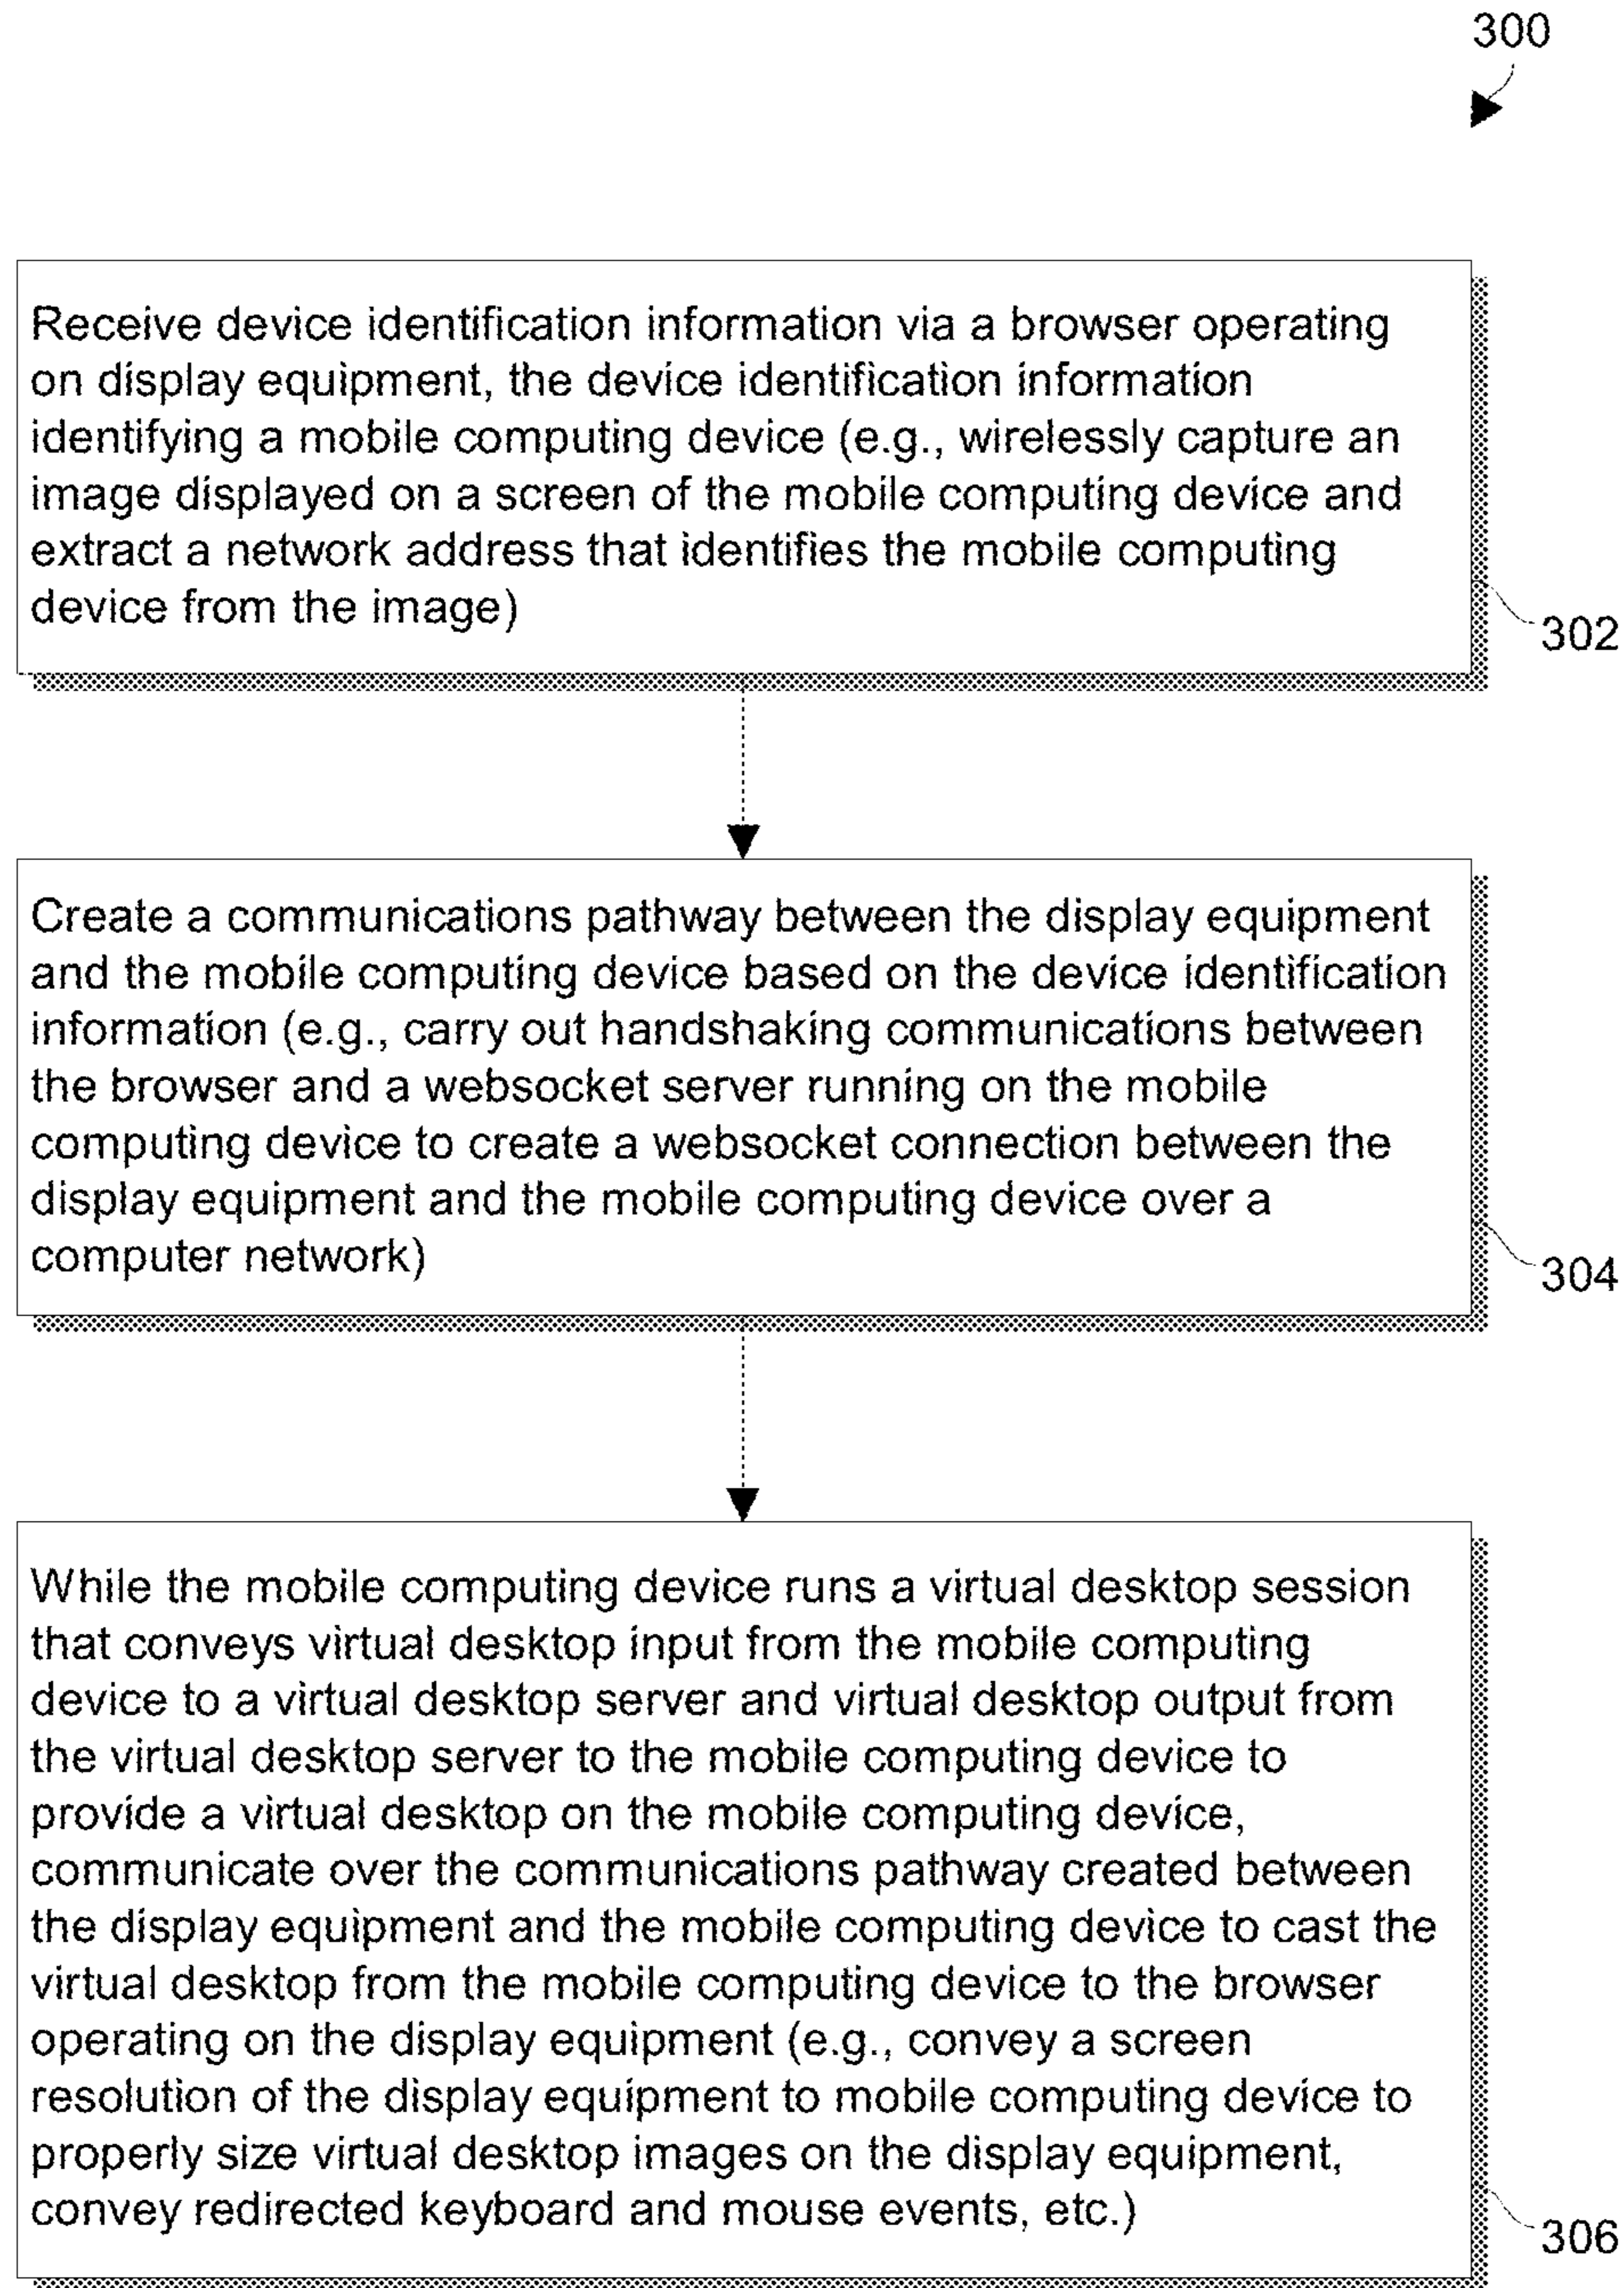 300
Receive device identification information via a browser operating
on display equipment, the device identification information
identifying a mobile computing device (e.g., wirelessly capture an
image displayed on a screen of the mobile computing device and
extract a network address that identifies the mobile computing
device from the image)
302
Create a communications pathway between the display equipment
and the mobile computing device based on the device identification
information (e.g., carry out handshaking communications between
the browser and a websocket server running on the mobile
computing device to create a websocket connection between the
display equipment and the mobile computing device over a
computer network)
304
While the mobile computing device runs a virtual desktop session
that conveys virtual desktop input from the mobile computing
device to a virtual desktop server and virtual desktop output from
the virtual desktop server to the mobile computing device to
provide a virtual desktop on the mobile computing device,
communicate over the communications pathway created between
the display equipment and the mobile computing device to cast the
virtual desktop from the mobile computing device to the browser
operating on the display equipment (e.g., convey a screen
resolution of the display equipment to mobile computing device to
properly size virtual desktop images on the display equipment,
convey redirected keyboard and mouse events, etc.)
306